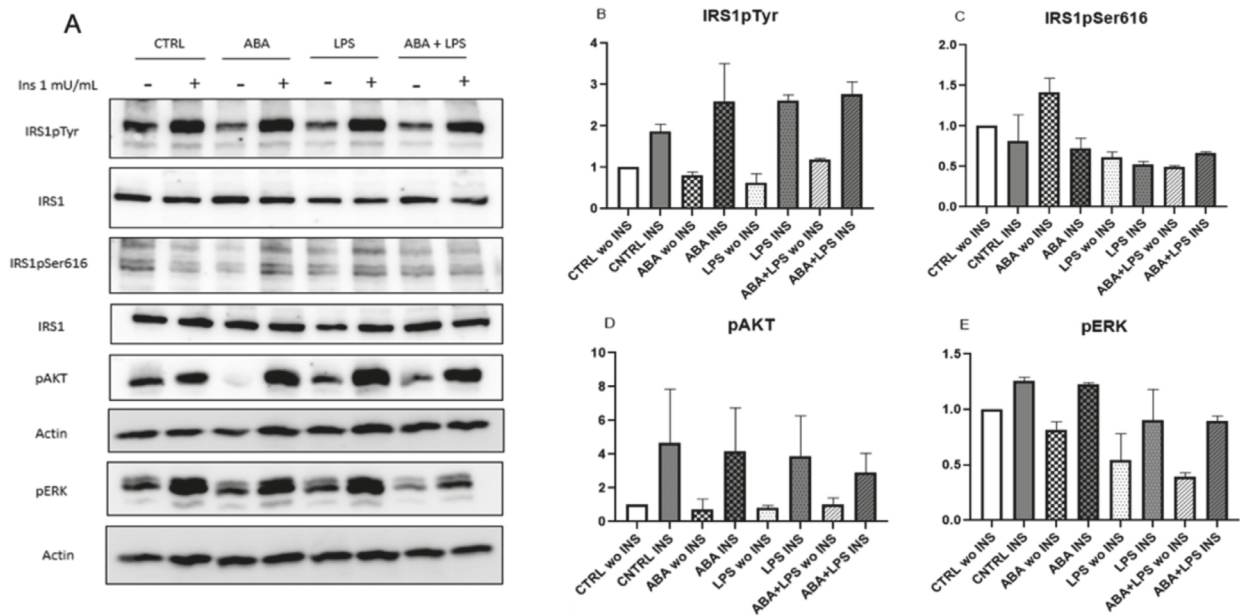 A
CTRL ABA LPS ABA + LPS
Ins 1 mU/mL - + - + - + - +
IRS1pTyr
IRS1
IRS1pSer616
IRS1
pAKT
Actin
pERK
Actin
B IRS1pTyr
4
3
2
1
0
CTRL wo INS
CNTRL INS
ABA wo INS
ABA INS
LPS wo INS
LPS INS
ABA+LPS wo INS
ABA+LPS INS
C IRS1pSer616
2.0
1.5
1.0
0.5
0.0
CTRL wo INS
CNTRL INS
ABA wo INS
ABA INS
LPS wo INS
LPS INS
ABA+LPS wo INS
ABA+LPS INS
D pAKT
10
8
6
4
2
0
CTRL wo INS
CNTRL INS
ABA wo INS
ABA INS
LPS wo INS
LPS INS
ABA+LPS wo INS
ABA+LPS INS
E pERK
1.5
1.0
0.5
0.0
CTRL wo INS
CNTRL INS
ABA wo INS
ABA INS
LPS wo INS
LPS INS
ABA+LPS wo INS
ABA+LPS INS